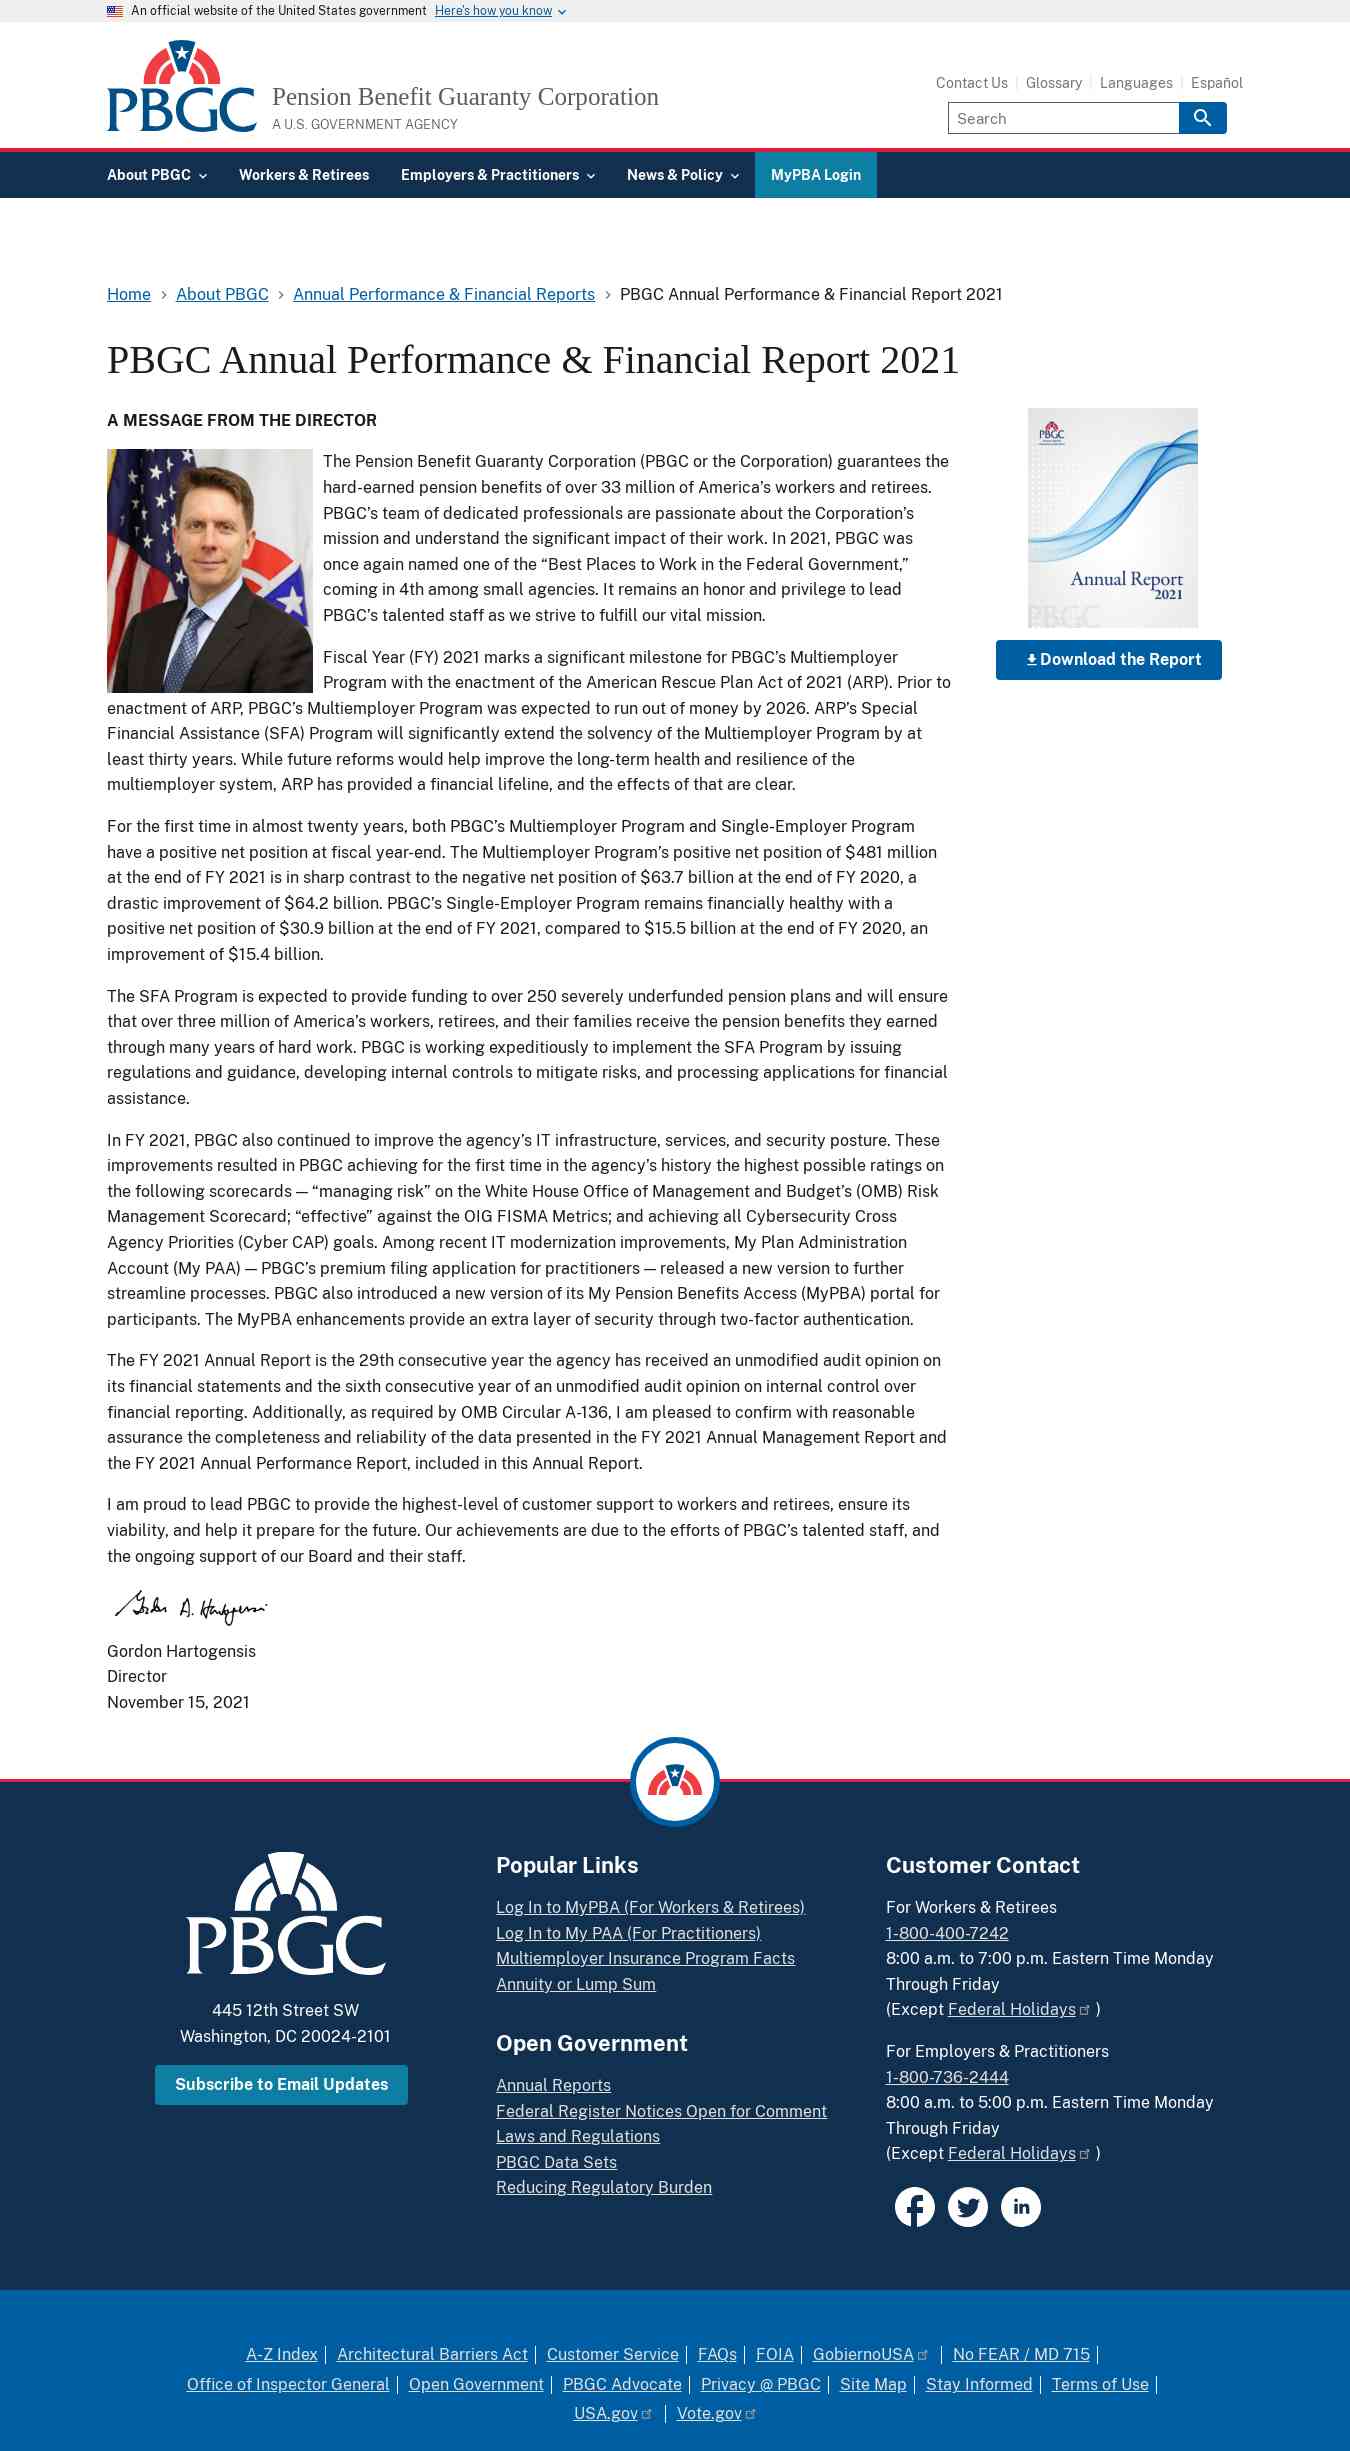 An official website of the United States government Here's how you know
PBGC
Pension Benefit Guaranty Corporation
A U.S. GOVERNMENT AGENCY
Contact Us Glossary Languages Español
Search
About PBGC Workers & Retirees Employers & Practitioners News & Policy MyPBA Login
Home About PBGC Annual Performance & Financial Reports PBGC Annual Performance & Financial Report 2021
PBGC Annual Performance & Financial Report 2021
A MESSAGE FROM THE DIRECTOR
The Pension Benefit Guaranty Corporation (PBGC or the Corporation) guarantees the
hard-earned pension benefits of over 33 million of America’s workers and retirees.
PBGC’s team of dedicated professionals are passionate about the Corporation’s
mission and understand the significant impact of their work. In 2021, PBGC was
once again named one of the “Best Places to Work in the Federal Government,”
coming in 4th among small agencies. It remains an honor and privilege to lead
PBGC’s talented staff as we strive to fulfill our vital mission.
Fiscal Year (FY) 2021 marks a significant milestone for PBGC’s Multiemployer
Program with the enactment of the American Rescue Plan Act of 2021 (ARP). Prior to
enactment of ARP, PBGC’s Multiemployer Program was expected to run out of money by 2026. ARP’s Special
Financial Assistance (SFA) Program will significantly extend the solvency of the Multiemployer Program by at
least thirty years. While future reforms would help improve the long-term health and resilience of the
multiemployer system, ARP has provided a financial lifeline, and the effects of that are clear.
For the first time in almost twenty years, both PBGC’s Multiemployer Program and Single-Employer Program
have a positive net position at fiscal year-end. The Multiemployer Program’s positive net position of $481 million
at the end of FY 2021 is in sharp contrast to the negative net position of $63.7 billion at the end of FY 2020, a
drastic improvement of $64.2 billion. PBGC’s Single-Employer Program remains financially healthy with a
positive net position of $30.9 billion at the end of FY 2021, compared to $15.5 billion at the end of FY 2020, an
improvement of $15.4 billion.
The SFA Program is expected to provide funding to over 250 severely underfunded pension plans and will ensure
that over three million of America’s workers, retirees, and their families receive the pension benefits they earned
through many years of hard work. PBGC is working expeditiously to implement the SFA Program by issuing
regulations and guidance, developing internal controls to mitigate risks, and processing applications for financial
assistance.
In FY 2021, PBGC also continued to improve the agency’s IT infrastructure, services, and security posture. These
improvements resulted in PBGC achieving for the first time in the agency’s history the highest possible ratings on
the following scorecards — “managing risk” on the White House Office of Management and Budget’s (OMB) Risk
Management Scorecard; “effective” against the OIG FISMA Metrics; and achieving all Cybersecurity Cross
Agency Priorities (Cyber CAP) goals. Among recent IT modernization improvements, My Plan Administration
Account (My PAA) — PBGC’s premium filing application for practitioners — released a new version to further
streamline processes. PBGC also introduced a new version of its My Pension Benefits Access (MyPBA) portal for
participants. The MyPBA enhancements provide an extra layer of security through two-factor authentication.
The FY 2021 Annual Report is the 29th consecutive year the agency has received an unmodified audit opinion on
its financial statements and the sixth consecutive year of an unmodified audit opinion on internal control over
financial reporting. Additionally, as required by OMB Circular A-136, I am pleased to confirm with reasonable
assurance the completeness and reliability of the data presented in the FY 2021 Annual Management Report and
the FY 2021 Annual Performance Report, included in this Annual Report.
I am proud to lead PBGC to provide the highest-level of customer support to workers and retirees, ensure its
viability, and help it prepare for the future. Our achievements are due to the efforts of PBGC’s talented staff, and
the ongoing support of our Board and their staff.
Gordon Hartogensis
Director
November 15, 2021
PBGC
Annual Report
2021
PBGC
Download the Report
PBGC
445 12th Street SW
Washington, DC 20024-2101
Subscribe to Email Updates
Popular Links
Log In to MyPBA (For Workers & Retirees)
Log In to My PAA (For Practitioners)
Multiemployer Insurance Program Facts
Annuity or Lump Sum
Open Government
Annual Reports
Federal Register Notices Open for Comment
Laws and Regulations
PBGC Data Sets
Reducing Regulatory Burden
Customer Contact
For Workers & Retirees
1-800-400-7242
8:00 a.m. to 7:00 p.m. Eastern Time Monday
Through Friday
(Except Federal Holidays )
For Employers & Practitioners
1-800-736-2444
8:00 a.m. to 5:00 p.m. Eastern Time Monday
Through Friday
(Except Federal Holidays )
in
A-Z Index Architectural Barriers Act Customer Service FAQs FOIA GobiernoUSA No FEAR / MD 715
Office of Inspector General Open Government PBGC Advocate Privacy @ PBGC Site Map Stay Informed Terms of Use
USA.gov Vote.gov